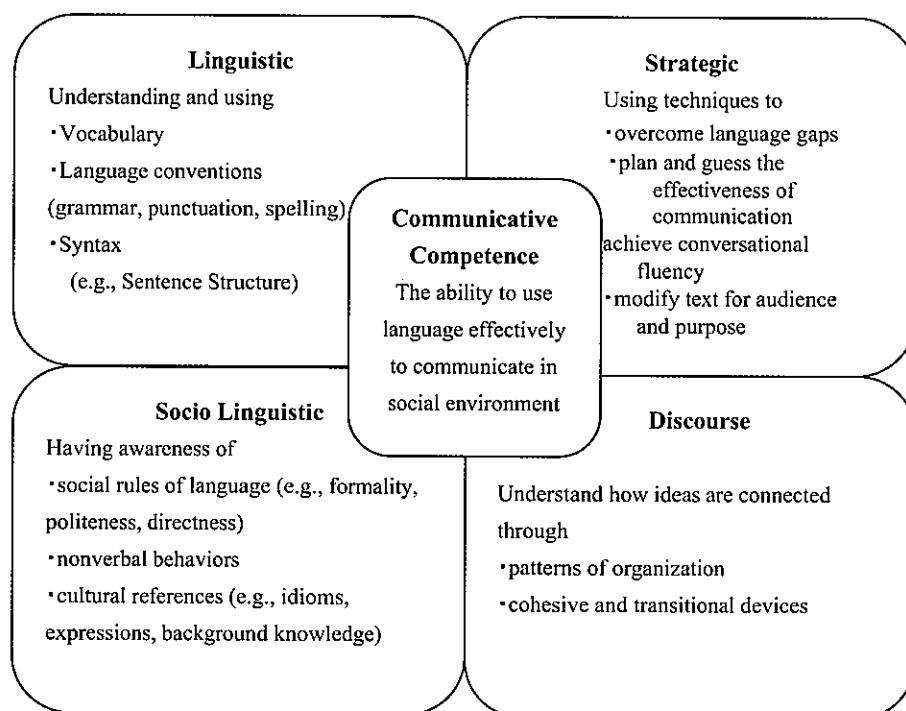 Linguistic
Understanding and using
・Vocabulary
・Language conventions
(grammar, punctuation, spelling)
・Syntax
(e.g., Sentence Structure)
Strategic
Using techniques to
・overcome language gaps
・plan and guess the
effectiveness of
communication
achieve conversational
fluency
・modify text for audience
and purpose
Communicative
Competence
The ability to use
language effectively
to communicate in
social environment
Socio Linguistic
Having awareness of
・social rules of language (e.g., formality,
politeness, directness)
・nonverbal behaviors
・cultural references (e.g., idioms,
expressions, background knowledge)
Discourse
Understand how ideas are connected
through
・patterns of organization
・cohesive and transitional devices